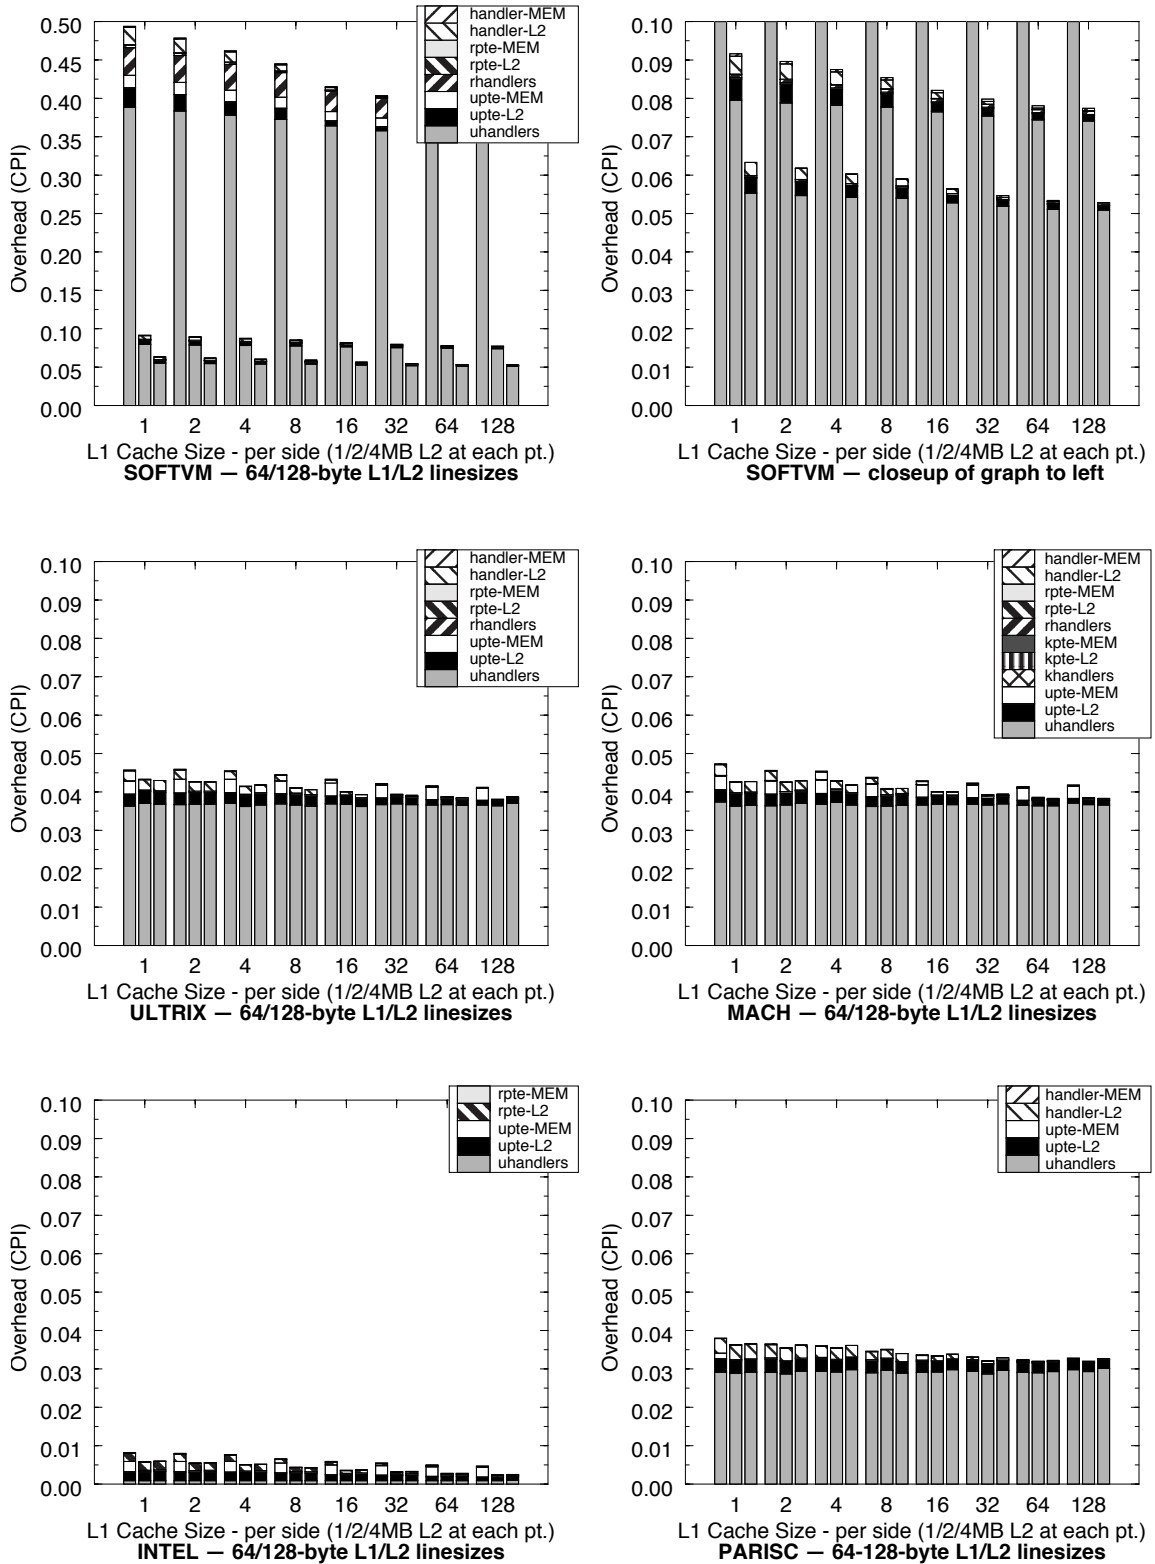 handler-MEM
handler-L2
rpte-MEM
rpte-L2
rhandlers
upte-MEM
upte-L2
uhandlers
Overhead (CPI)
0.50
0.45
0.40
0.35
0.30
0.25
0.20
0.15
0.10
0.05
0.00
1 2 4 8 16 32 64 128
L1 Cache Size - per side (1/2/4MB L2 at each pt.)
SOFTVM — 64/128-byte L1/L2 linesizes
Overhead (CPI)
0.10
0.09
0.08
0.07
0.06
0.05
0.04
0.03
0.02
0.01
0.00
1 2 4 8 16 32 64 128
L1 Cache Size - per side (1/2/4MB L2 at each pt.)
SOFTVM — closeup of graph to left
handler-MEM
handler-L2
rpte-MEM
rpte-L2
rhandlers
upte-MEM
upte-L2
uhandlers
Overhead (CPI)
0.10
0.09
0.08
0.07
0.06
0.05
0.04
0.03
0.02
0.01
0.00
1 2 4 8 16 32 64 128
L1 Cache Size - per side (1/2/4MB L2 at each pt.)
ULTRIX — 64/128-byte L1/L2 linesizes
handler-MEM
handler-L2
rpte-MEM
rpte-L2
rhandlers
kpte-MEM
kpte-L2
khandlers
upte-MEM
upte-L2
uhandlers
Overhead (CPI)
0.10
0.09
0.08
0.07
0.06
0.05
0.04
0.03
0.02
0.01
0.00
1 2 4 8 16 32 64 128
L1 Cache Size - per side (1/2/4MB L2 at each pt.)
MACH — 64/128-byte L1/L2 linesizes
rpte-MEM
rpte-L2
upte-MEM
upte-L2
uhandlers
Overhead (CPI)
0.10
0.09
0.08
0.07
0.06
0.05
0.04
0.03
0.02
0.01
0.00
1 2 4 8 16 32 64 128
L1 Cache Size - per side (1/2/4MB L2 at each pt.)
INTEL — 64/128-byte L1/L2 linesizes
handler-MEM
handler-L2
upte-MEM
upte-L2
uhandlers
Overhead (CPI)
0.10
0.09
0.08
0.07
0.06
0.05
0.04
0.03
0.02
0.01
0.00
1 2 4 8 16 32 64 128
L1 Cache Size - per side (1/2/4MB L2 at each pt.)
PARISC — 64-128-byte L1/L2 linesizes